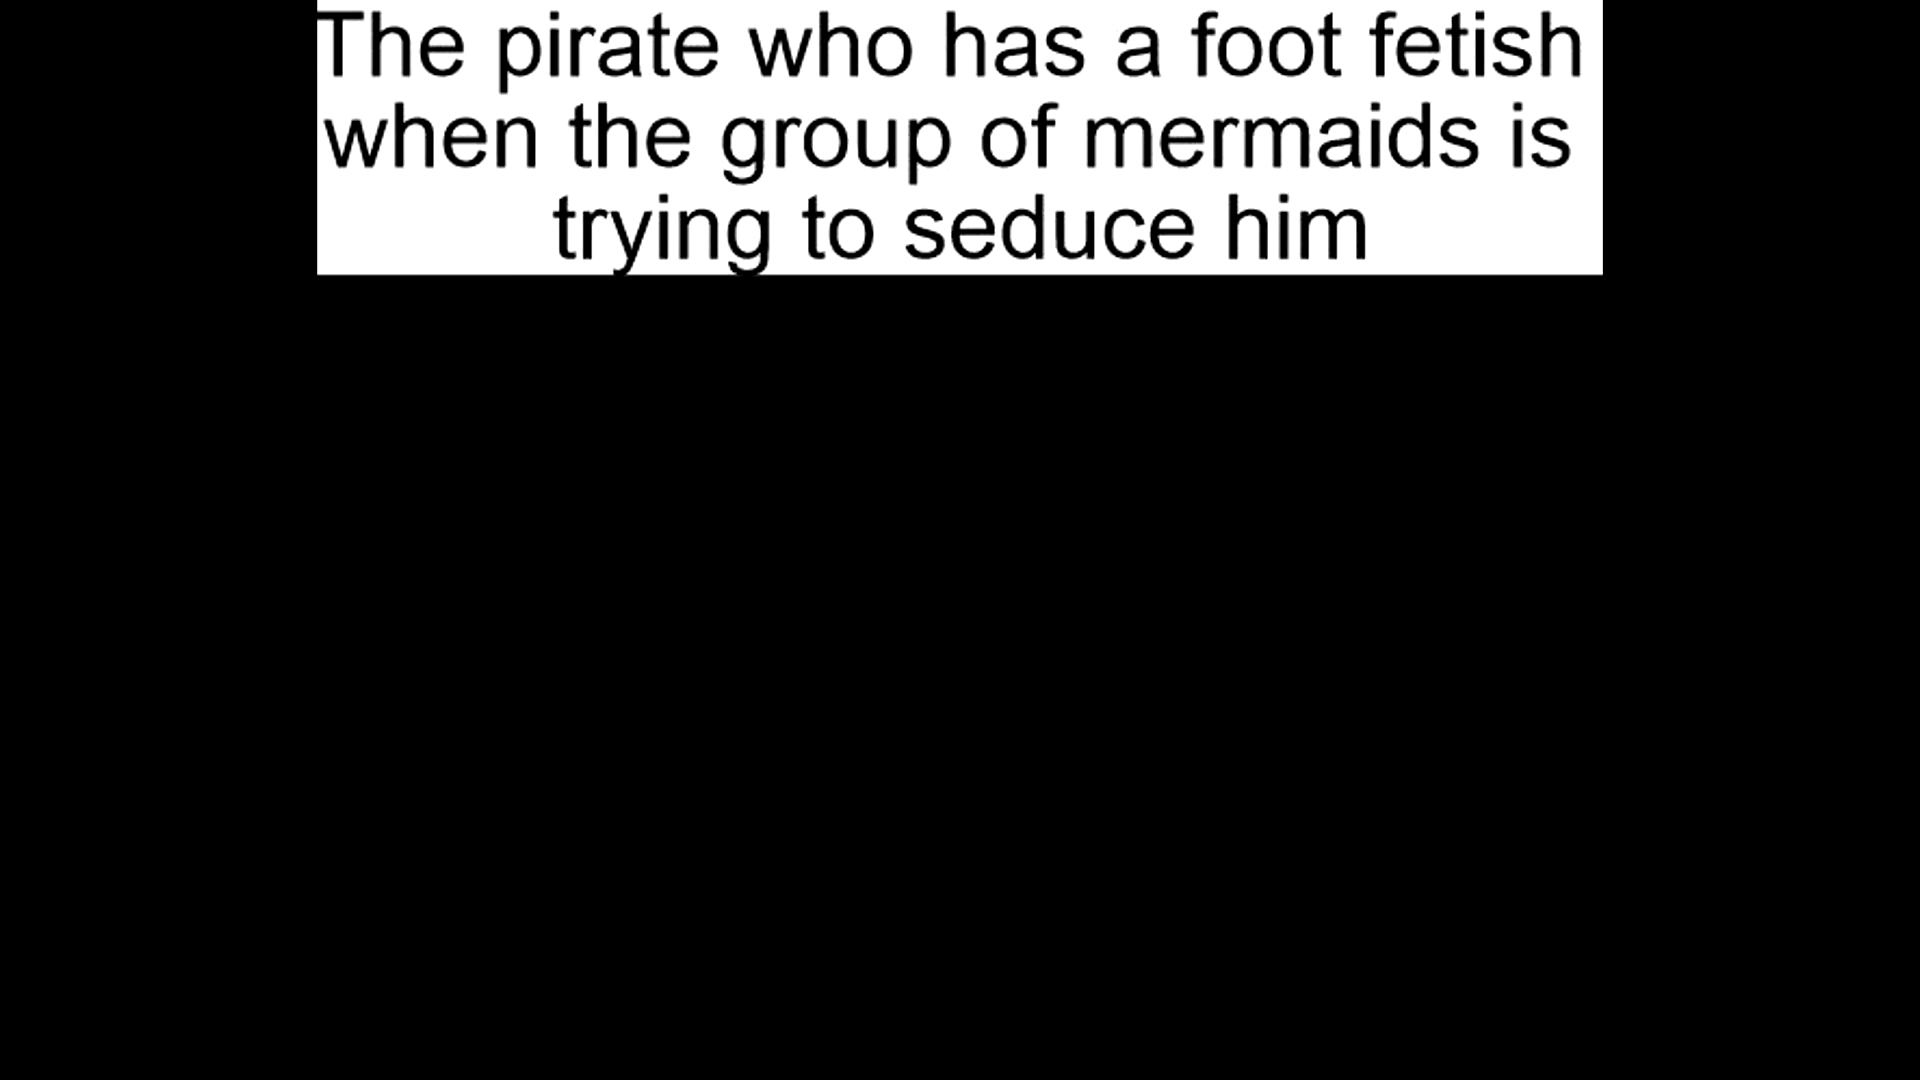 The pirate who has a foot fetish
when the group of mermaids is
trying to seduce him